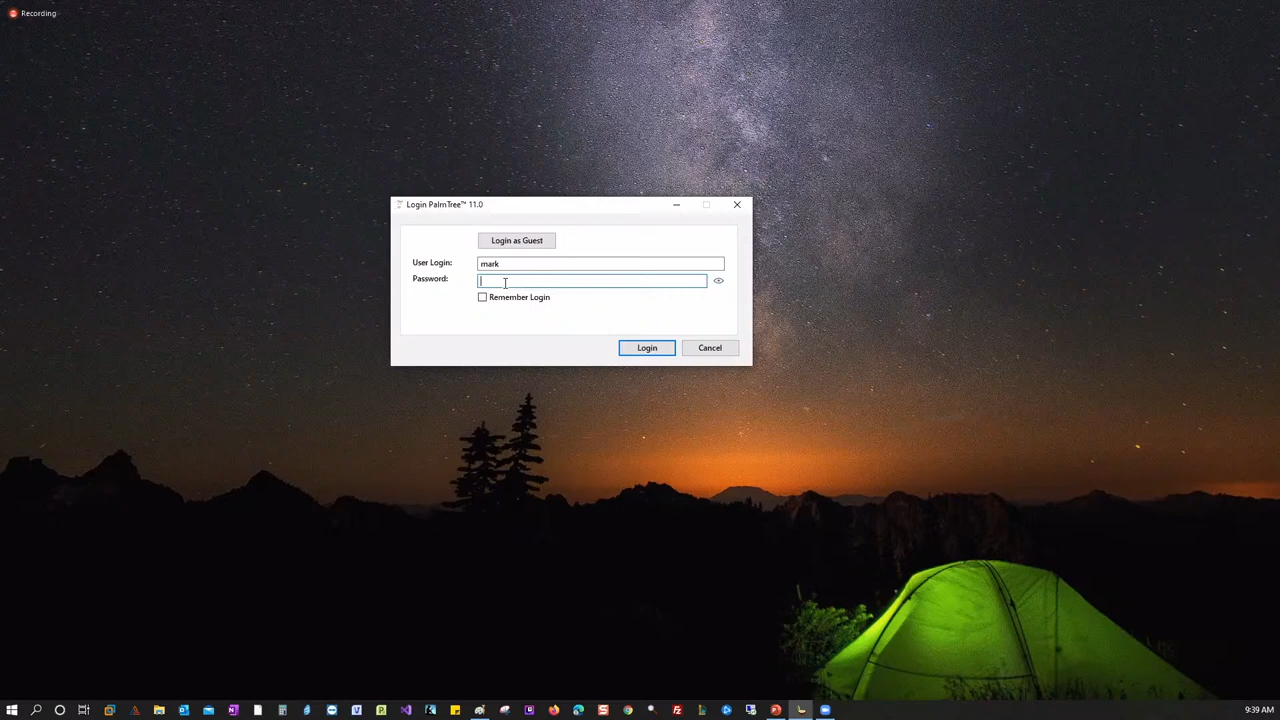 Recording
Login PalmTree™ 11.0
Login as Guest
User Login:
mark
Password:
Remember Login
Login
Cancel
9:39 AM